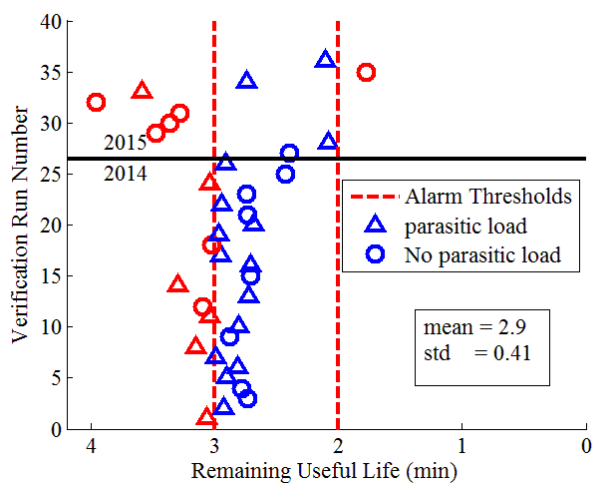 40
35
30
25
20
15
10
5
0
Verification Run Number
2015
2014
Alarm Thresholds
parasitic load
No parasitic load
mean = 2.9
std = 0.41
4 3 2 1 0
Remaining Useful Life (min)